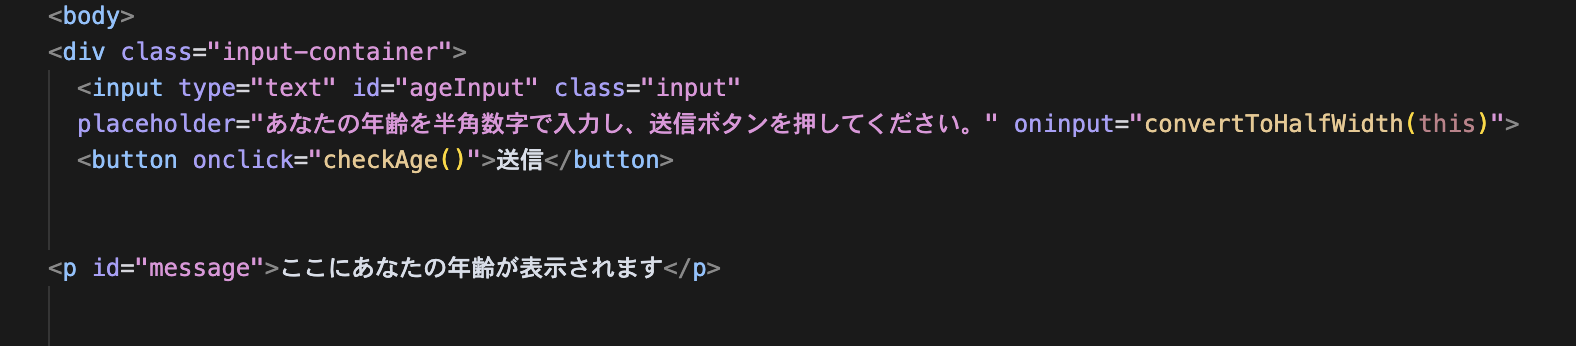 <body>
<div class="input-container">
<input type="text" id="ageInput" class="input"
placeholder="あなたの年齢を半角数字で入力し、送信ボタンを押してください。" oninput="convertToHalfWidth(this)">
<button onclick="checkAge()">送信</button>
<p id="message">ここにあなたの年齢が表示されます</p>